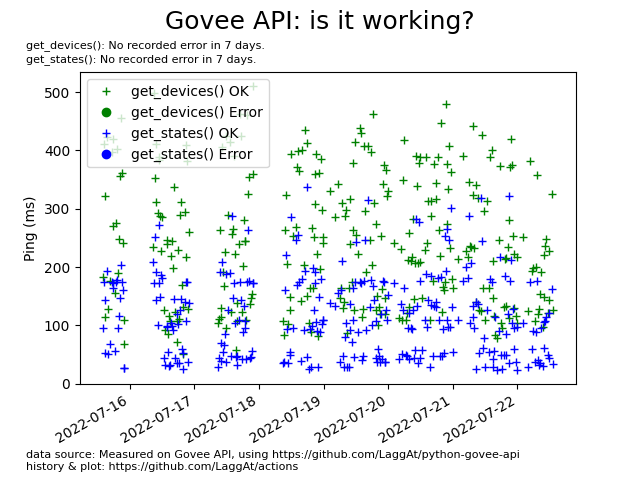 Govee API: is it working?
get_devices(): No recorded error in 7 days.
get_states(): No recorded error in 7 days.
get_devices() OK
get_devices() Error
get_states() OK
get_states() Error
Ping (ms)
500
400
300
200
100
0
2022-07-16
2022-07-17
2022-07-18
2022-07-19
2022-07-20
2022-07-21
2022-07-22
data source: Measured on Govee API, using https://github.com/LaggAt/python-govee-api
history & plot: https://github.com/LaggAt/actions